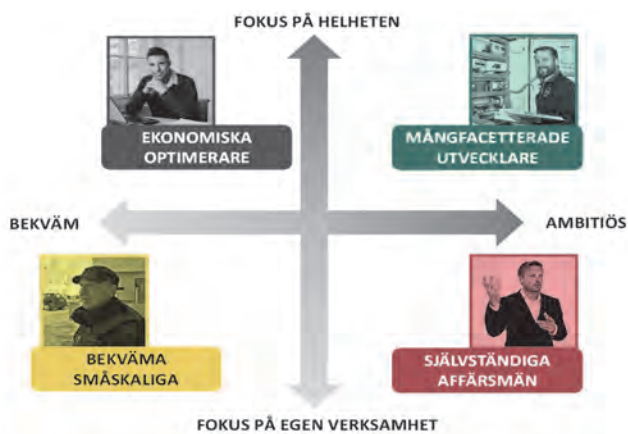 FOKUS PÅ HELHETEN
EKONOMISKA
OPTIMERARE
MÅNGFACETTERADE
UTVECKLARE
BEKVÄM
AMBITIÖS
BEKVÄMA
SMÅSKALIGA
SJÄLVSTÄNDIGA
AFFÄRSMÄN
FOKUS PÅ EGEN VERKSAMHET